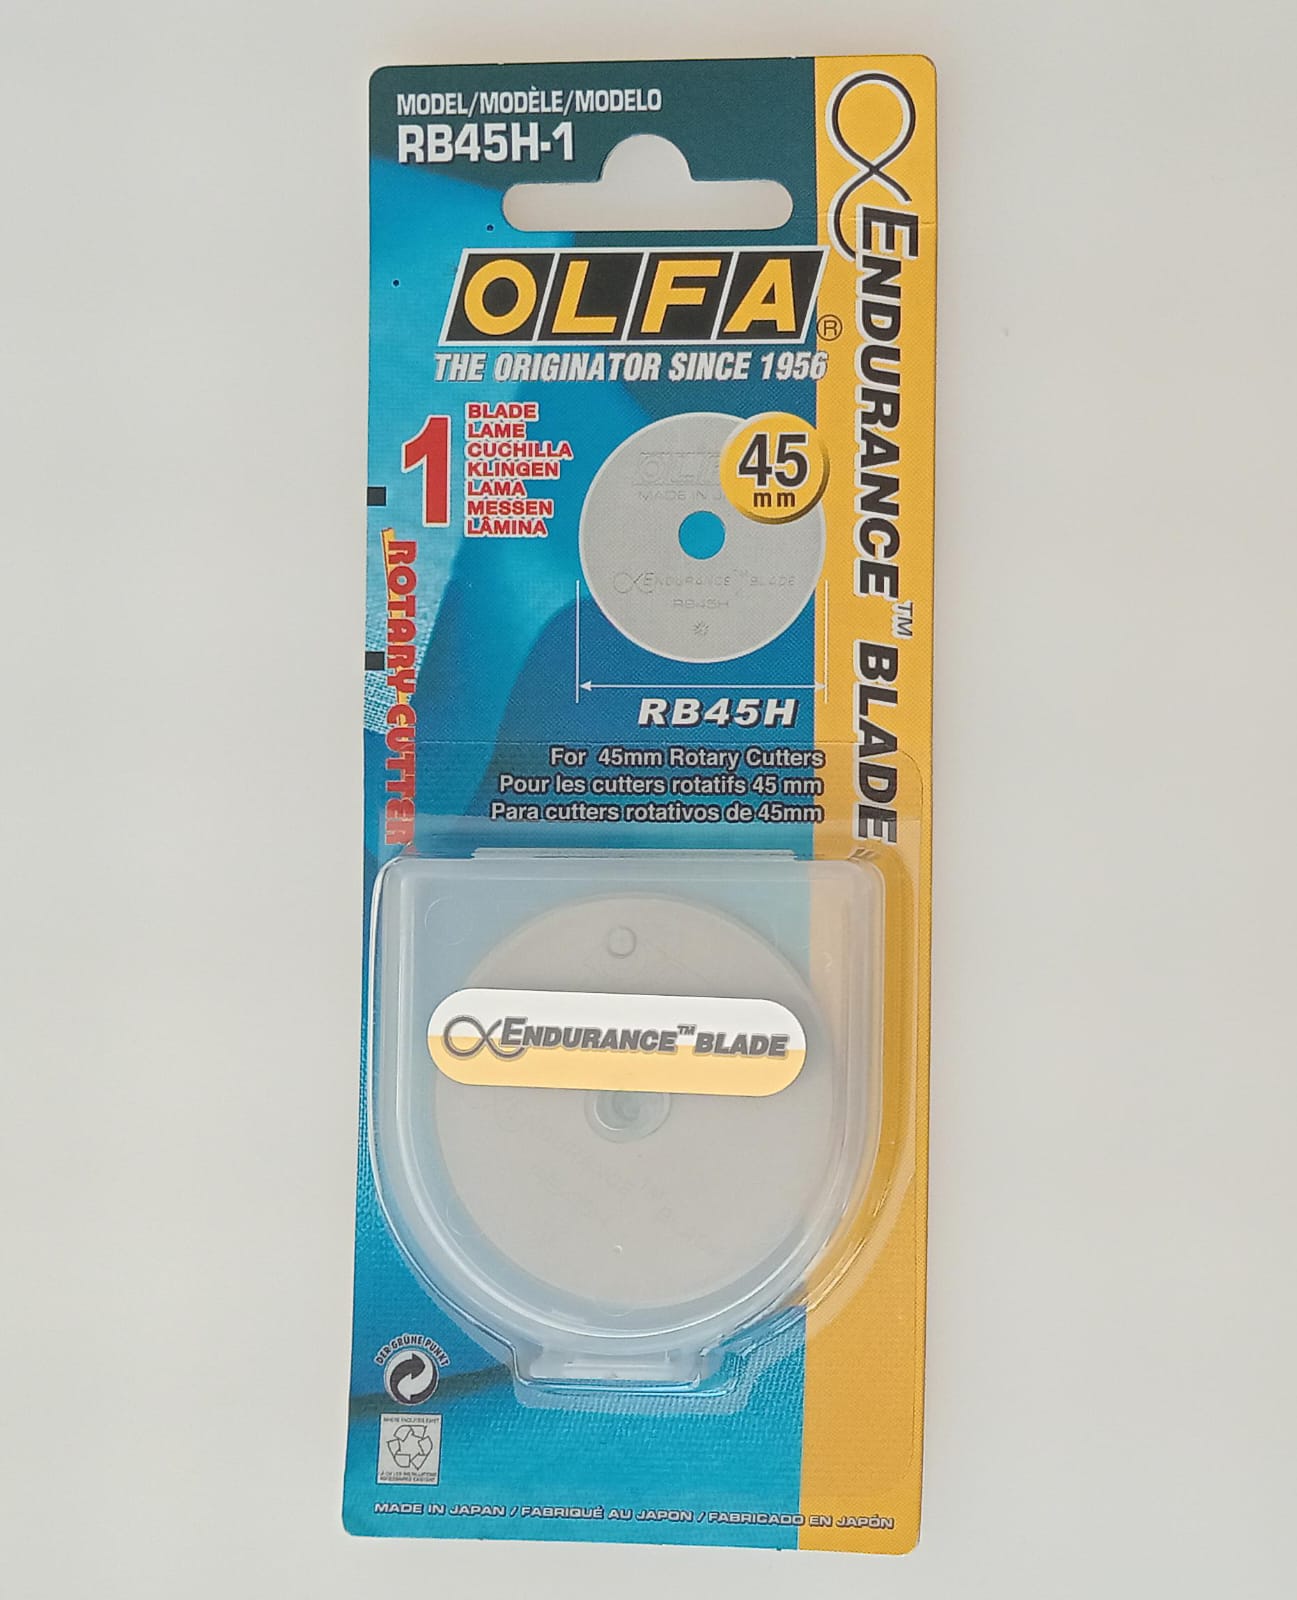 MODEL/MODÈLE/MODELO
RB45H-1
OLFA®
THE ORIGINATOR SINCE 1956
1
BLADE
LAME
CUCHILLA
KLINGEN
LAMA
MESSEN
LÂMINA
ROTARY CUTTER
45
mm
MADE IN
ENDURANCE™ BLADE
RB45H
RB45H
For 45mm Rotary Cutters
Pour les cutters rotatifs 45 mm
Para cutters rotativos de 45mm
ENDURANCE™ BLADE
ENDURANCE™ BLADE
DER GRÜNE PUNKT
WHERE FACILITIES EXIST
MADE IN JAPAN / FABRIQUÉ AU JAPON / FABRICADO EN JAPÓN